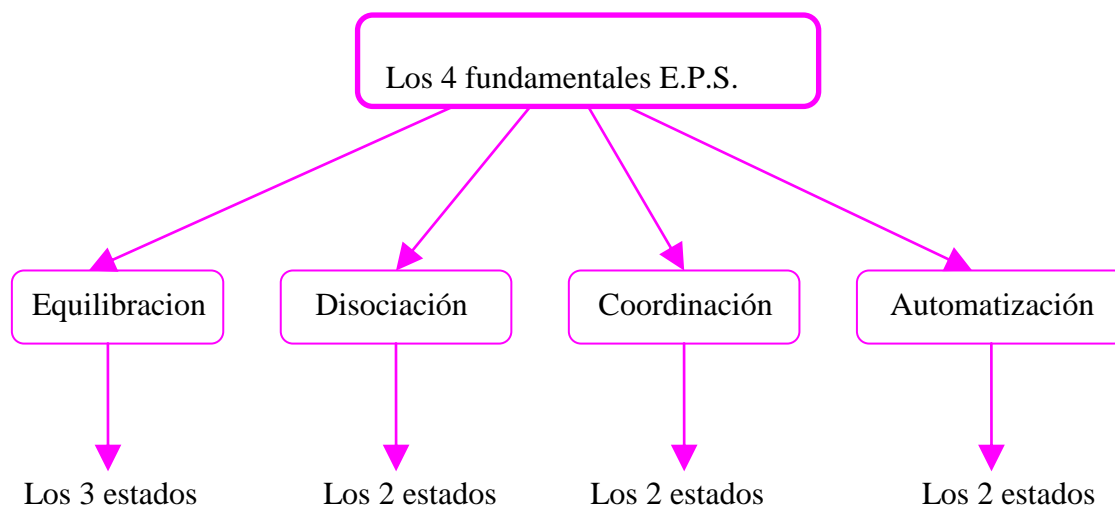 Los 4 fundamentales E.P.S.
Equilibracion
Disociación
Coordinación
Automatización
Los 3 estados
Los 2 estados
Los 2 estados
Los 2 estados